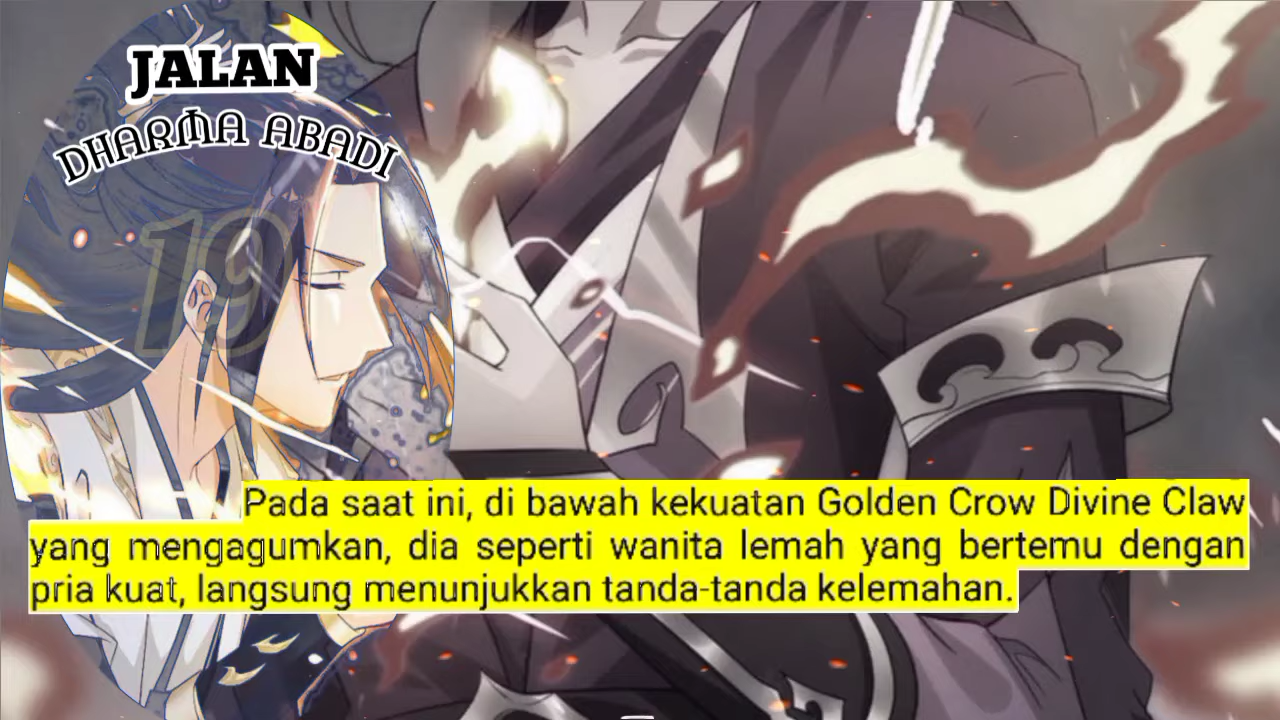 JALAN
DHARMA ABADI
19
Pada saat ini, di bawah kekuatan Golden Crow Divine Claw
yang mengagumkan, dia seperti wanita lemah yang bertemu dengan
pria kuat, langsung menunjukkan tanda-tanda kelemahan.